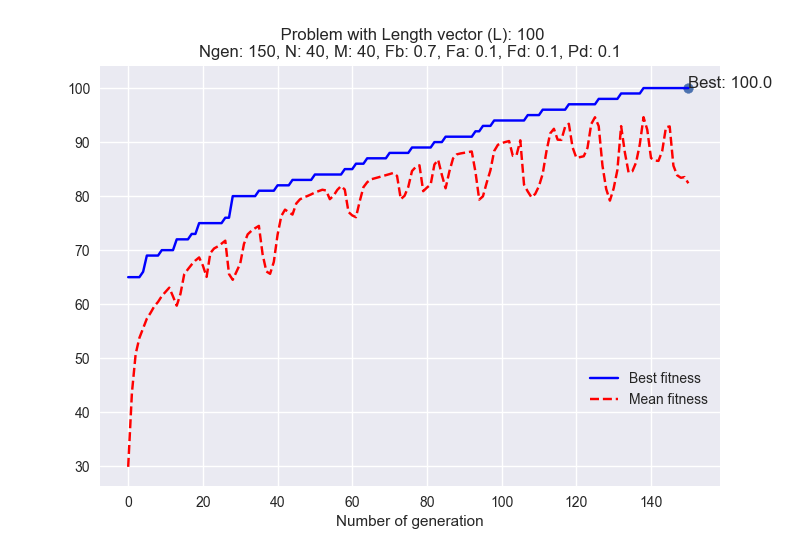 Problem with Length vector (L): 100
Ngen: 150, N: 40, M: 40, Fb: 0.7, Fa: 0.1, Fd: 0.1, Pd: 0.1
Best: 100.0
100
90
80
70
60
50
40
30
Best fitness
Mean fitness
0 20 40 60 80 100 120 140
Number of generation